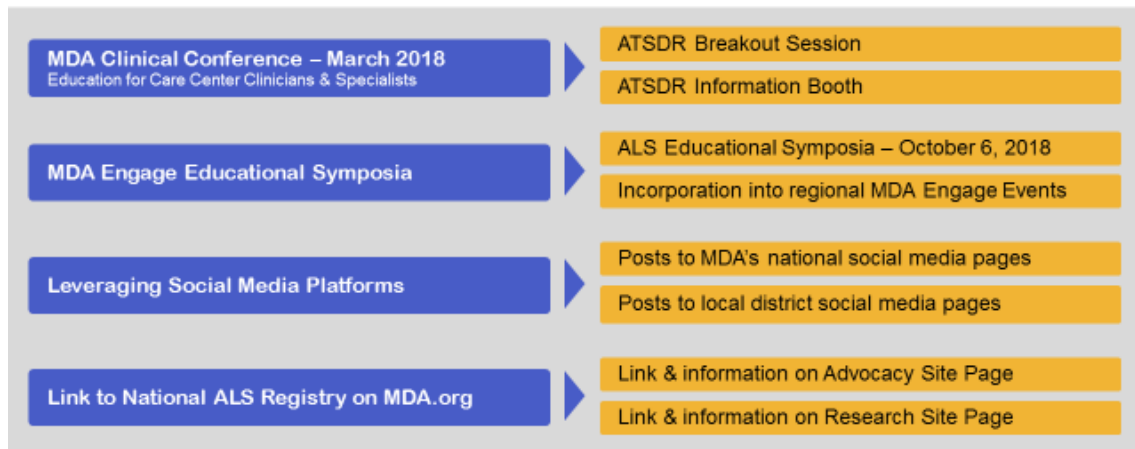 MDA Clinical Conference – March 2018
Education for Care Center Clinicians & Specialists
ATSDR Breakout Session
ATSDR Information Booth
MDA Engage Educational Symposia
ALS Educational Symposia – October 6, 2018
Incorporation into regional MDA Engage Events
Leveraging Social Media Platforms
Posts to MDA's national social media pages
Posts to local district social media pages
Link to National ALS Registry on MDA.org
Link & information on Advocacy Site Page
Link & information on Research Site Page